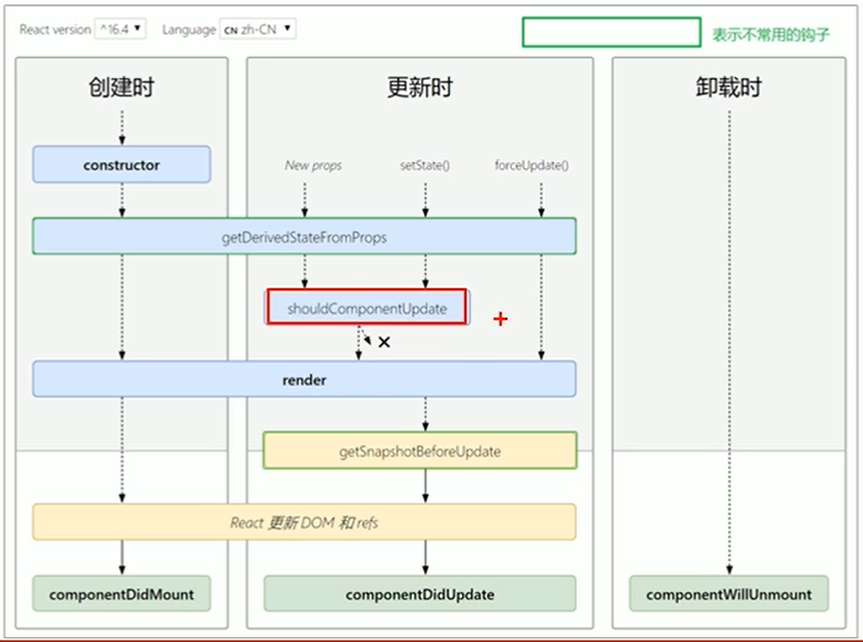 React version ^16.4 ▼ Language CN zh-CN ▼ 表示不常用的钩子
创建时
更新时
卸载时
constructor
New props
setState()
forceUpdate()
getDerivedStateFromProps
shouldComponentUpdate
render
getSnapshotBeforeUpdate
React 更新 DOM 和 refs
componentDidMount
componentDidUpdate
componentWillUnmount